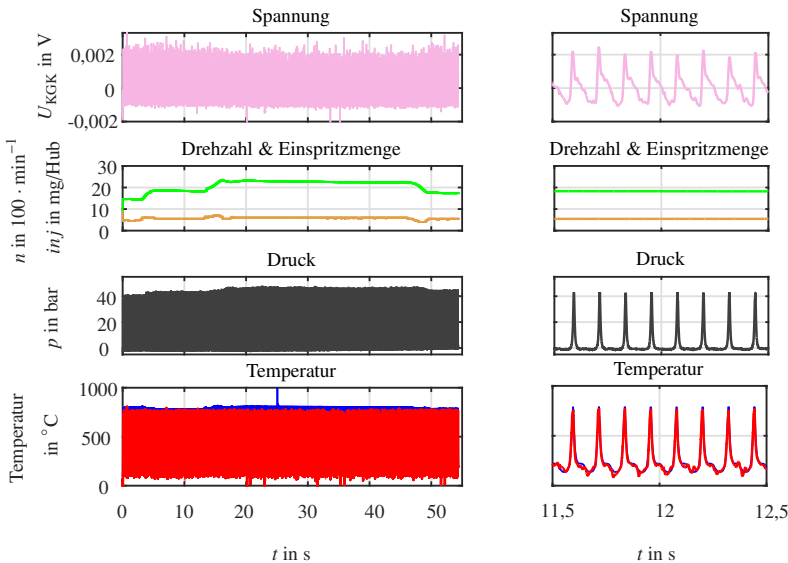 Spannung
Spannung
U_KGK in V
0,002
0
-0,002
Drehzahl & Einspritzmenge
Drehzahl & Einspritzmenge
n in 100 · min⁻¹
inj in mg/Hub
30
20
10
0
Druck
Druck
p in bar
40
20
0
Temperatur
Temperatur
Temperatur
in °C
1000
500
0
0 10 20 30 40 50
11,5 12 12,5
t in s
t in s